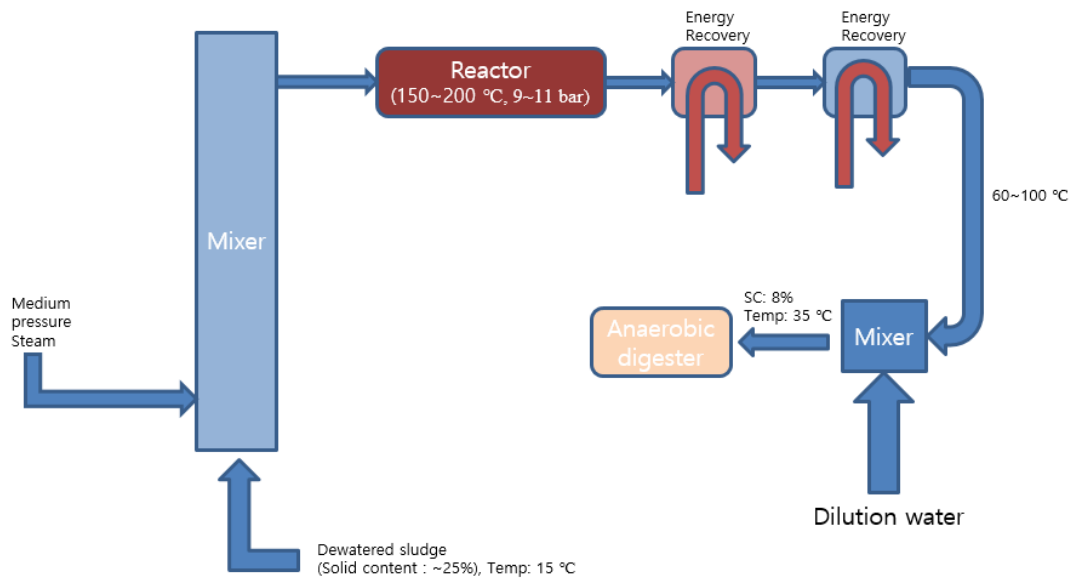 Energy
Recovery
Energy
Recovery
Reactor
(150~200 ℃, 9~11 bar)
60~100 ℃
Mixer
Medium
pressure
Steam
SC: 8%
Temp: 35 ℃
Anaerobic
digester
Mixer
Dilution water
Dewatered sludge
(Solid content : ~25%), Temp: 15 ℃